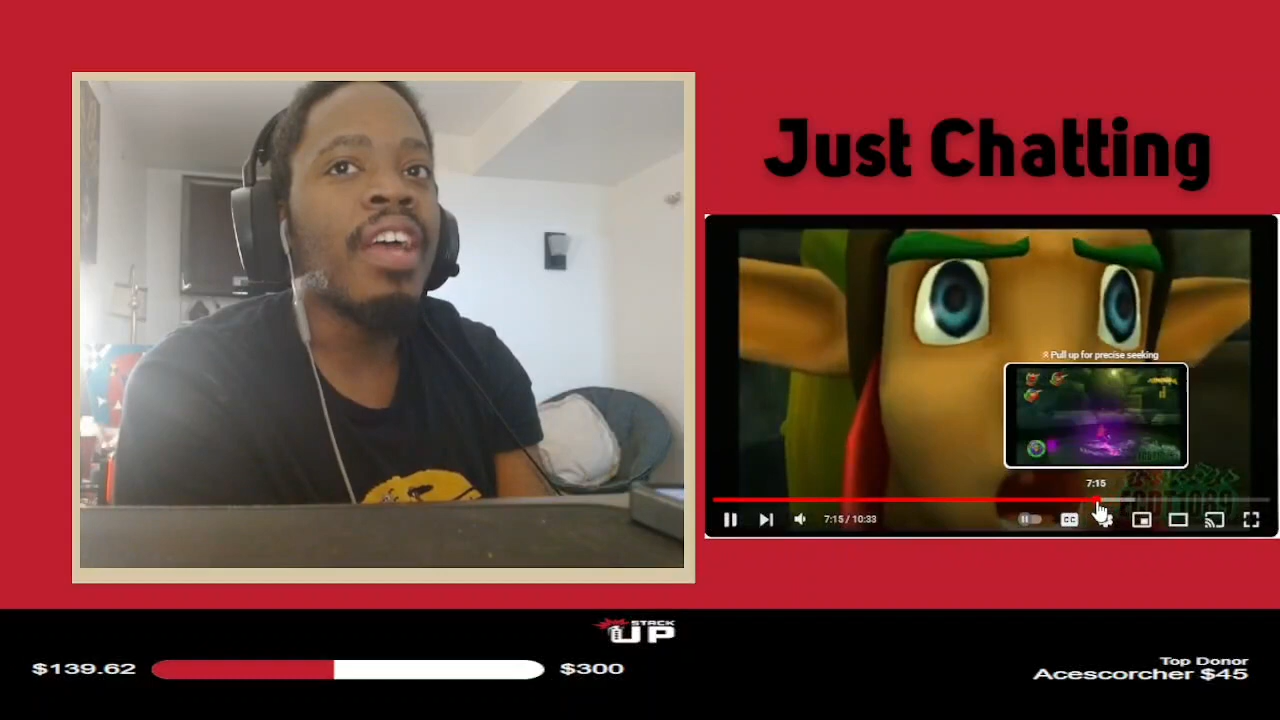 Just Chatting
Pull up for precise seeking
7:15
7:15 / 10:33
CC
STACK
UP
$139.62
$300
Top Donor
Acescorcher $45